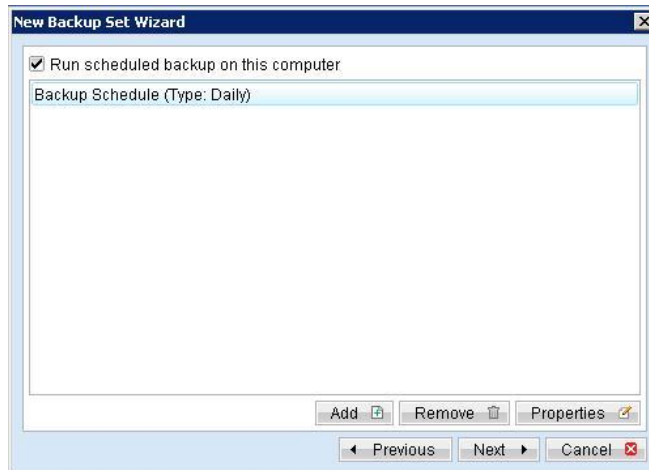 New Backup Set Wizard
Run scheduled backup on this computer
Backup Schedule (Type: Daily)
Add Remove Properties
Previous Next Cancel